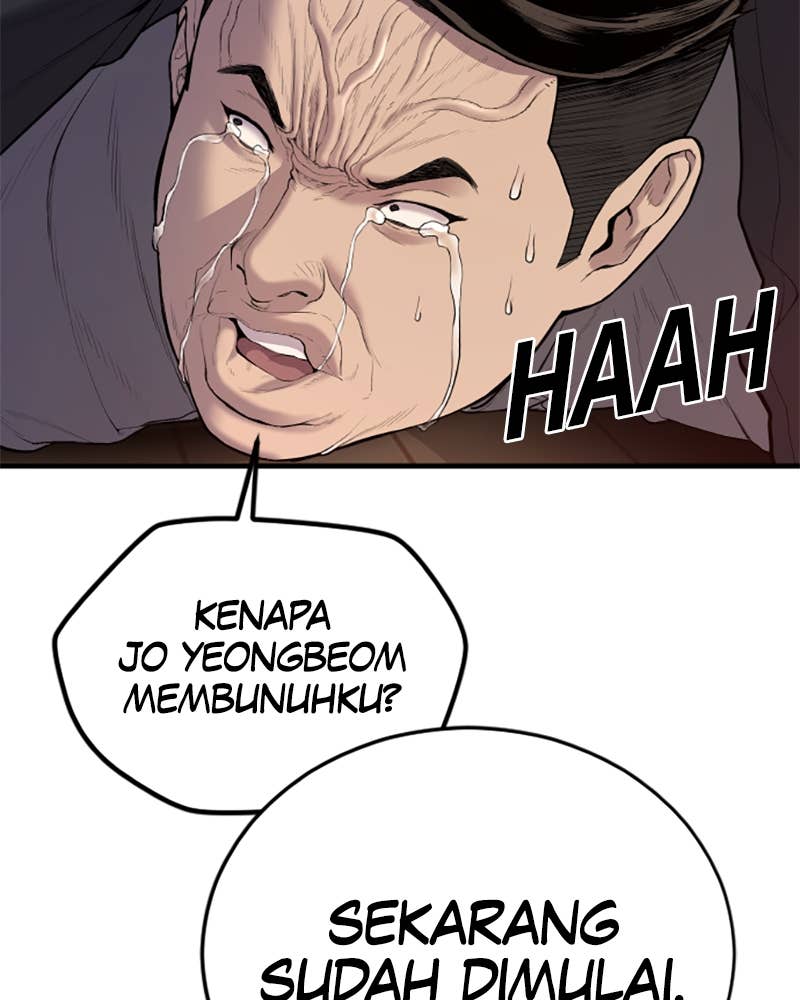 HAAH
KENAPA
JO YEONGBEOM
MEMBUNUHKU?
SEKARANG
SUDAH DIMULAI.